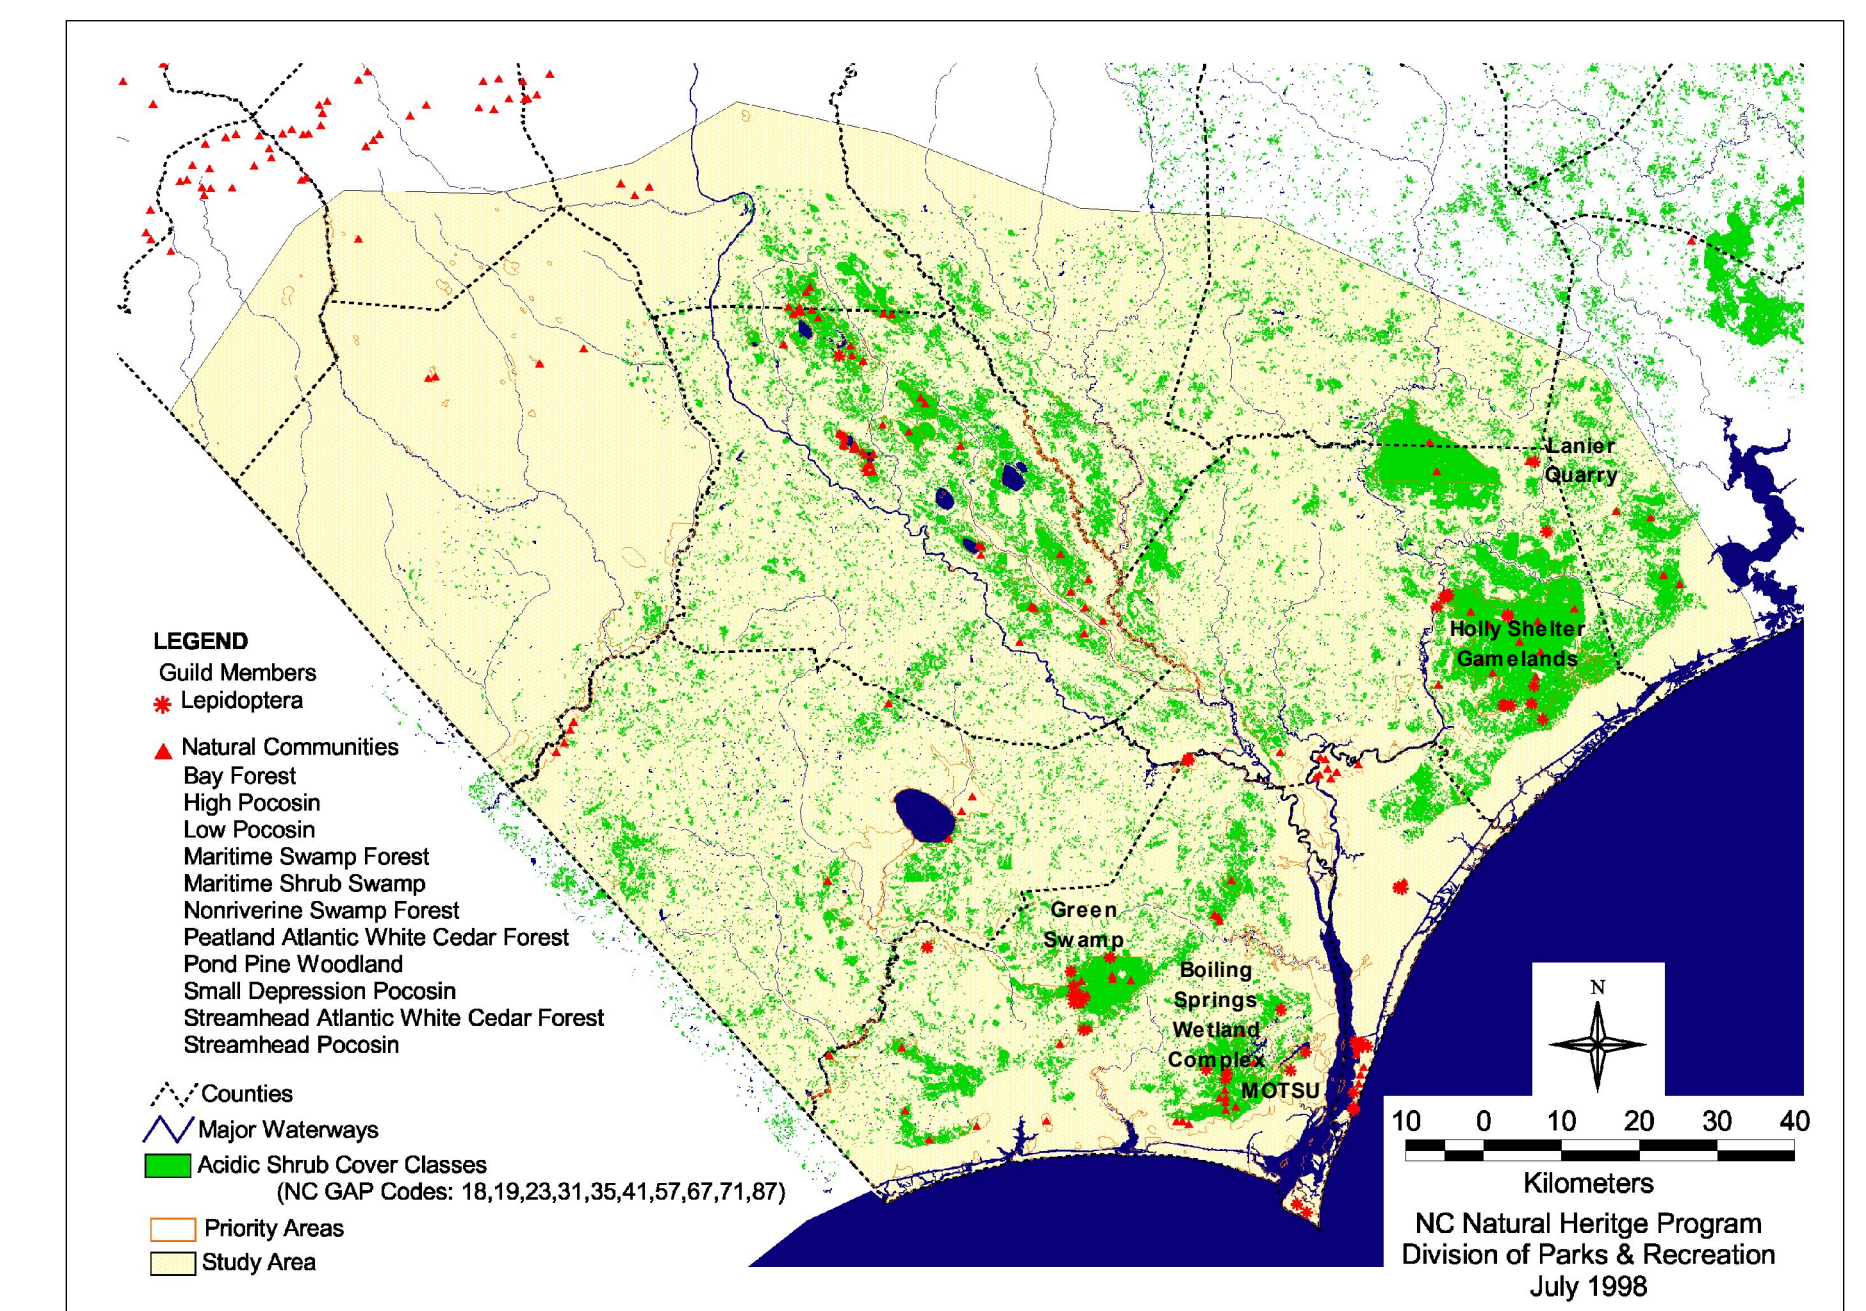 Lanier
Quarry
Holly Shelter
Gamelands
LEGEND
Guild Members
Lepidoptera
Natural Communities
Bay Forest
High Pocosin
Low Pocosin
Maritime Swamp Forest
Maritime Shrub Swamp
Nonriverine Swamp Forest
Peatland Atlantic White Cedar Forest
Pond Pine Woodland
Small Depression Pocosin
Streamhead Atlantic White Cedar Forest
Streamhead Pocosin
Counties
Major Waterways
Acidic Shrub Cover Classes
(NC GAP Codes: 18,19,23,31,35,41,57,67,71,87)
Priority Areas
Study Area
Green
Swamp
Boiling
Springs
Wetland
Complex
MOTSU
N
10 0 10 20 30 40
Kilometers
NC Natural Heritge Program
Division of Parks & Recreation
July 1998